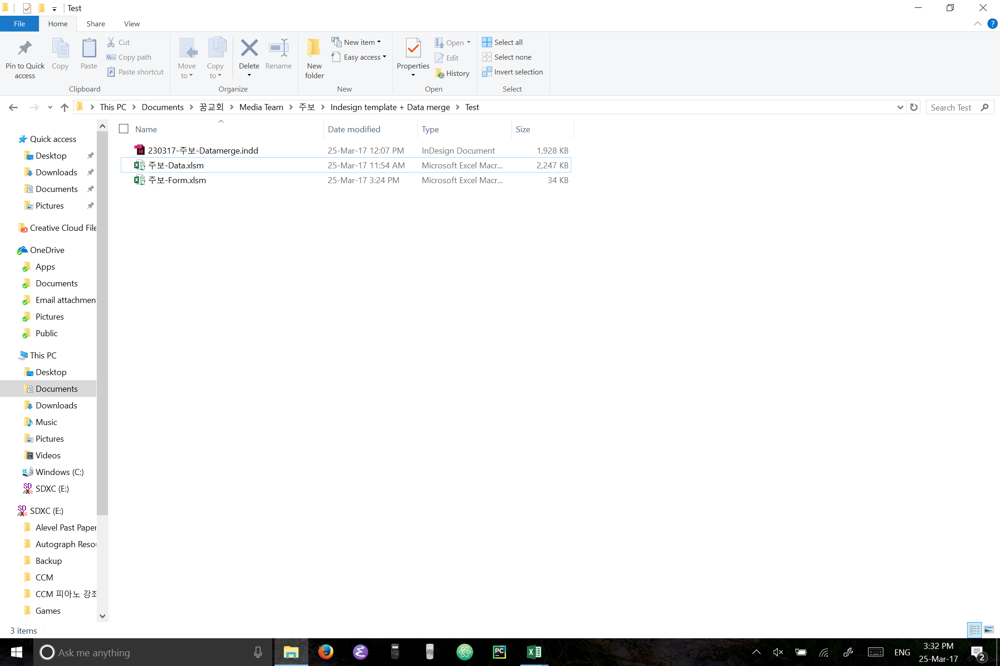 Test
File Home Share View
Pin to Quick access
Copy
Paste
Cut
Copy path
Paste shortcut
Clipboard
Move to
Copy to
Delete
Rename
Organize
New folder
New item
Easy access
New
Properties
Open
Edit
History
Open
Select all
Select none
Invert selection
Select
This PC Documents 꿈교회 Media Team 주보 Indesign template + Data merge Test
Search Test
Name Date modified Type Size
230317-주보-Datamerge.indd 25-Mar-17 12:07 PM InDesign Document 1,928 KB
주보-Data.xlsm 25-Mar-17 11:54 AM Microsoft Excel Macr... 2,247 KB
주보-Form.xlsm 25-Mar-17 3:24 PM Microsoft Excel Macr... 34 KB
Quick access
Desktop
Downloads
Documents
Pictures
Creative Cloud File
OneDrive
Apps
Documents
Email attachmen
Pictures
Public
This PC
Desktop
Documents
Downloads
Music
Pictures
Videos
Windows (C:)
SDXC (E:)
SDXC (E:)
Alevel Past Paper
Autograph Resou
Backup
CCM
CCM 피아노 강좌
Games
3 items
Ask me anything
ENG
3:32 PM
25-Mar-17
2